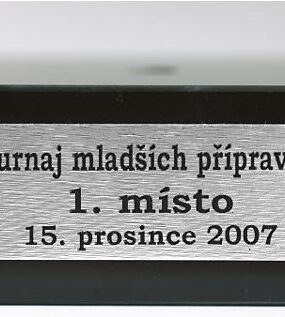 urnaj mladších příprav
1. místo
15. prosince 2007